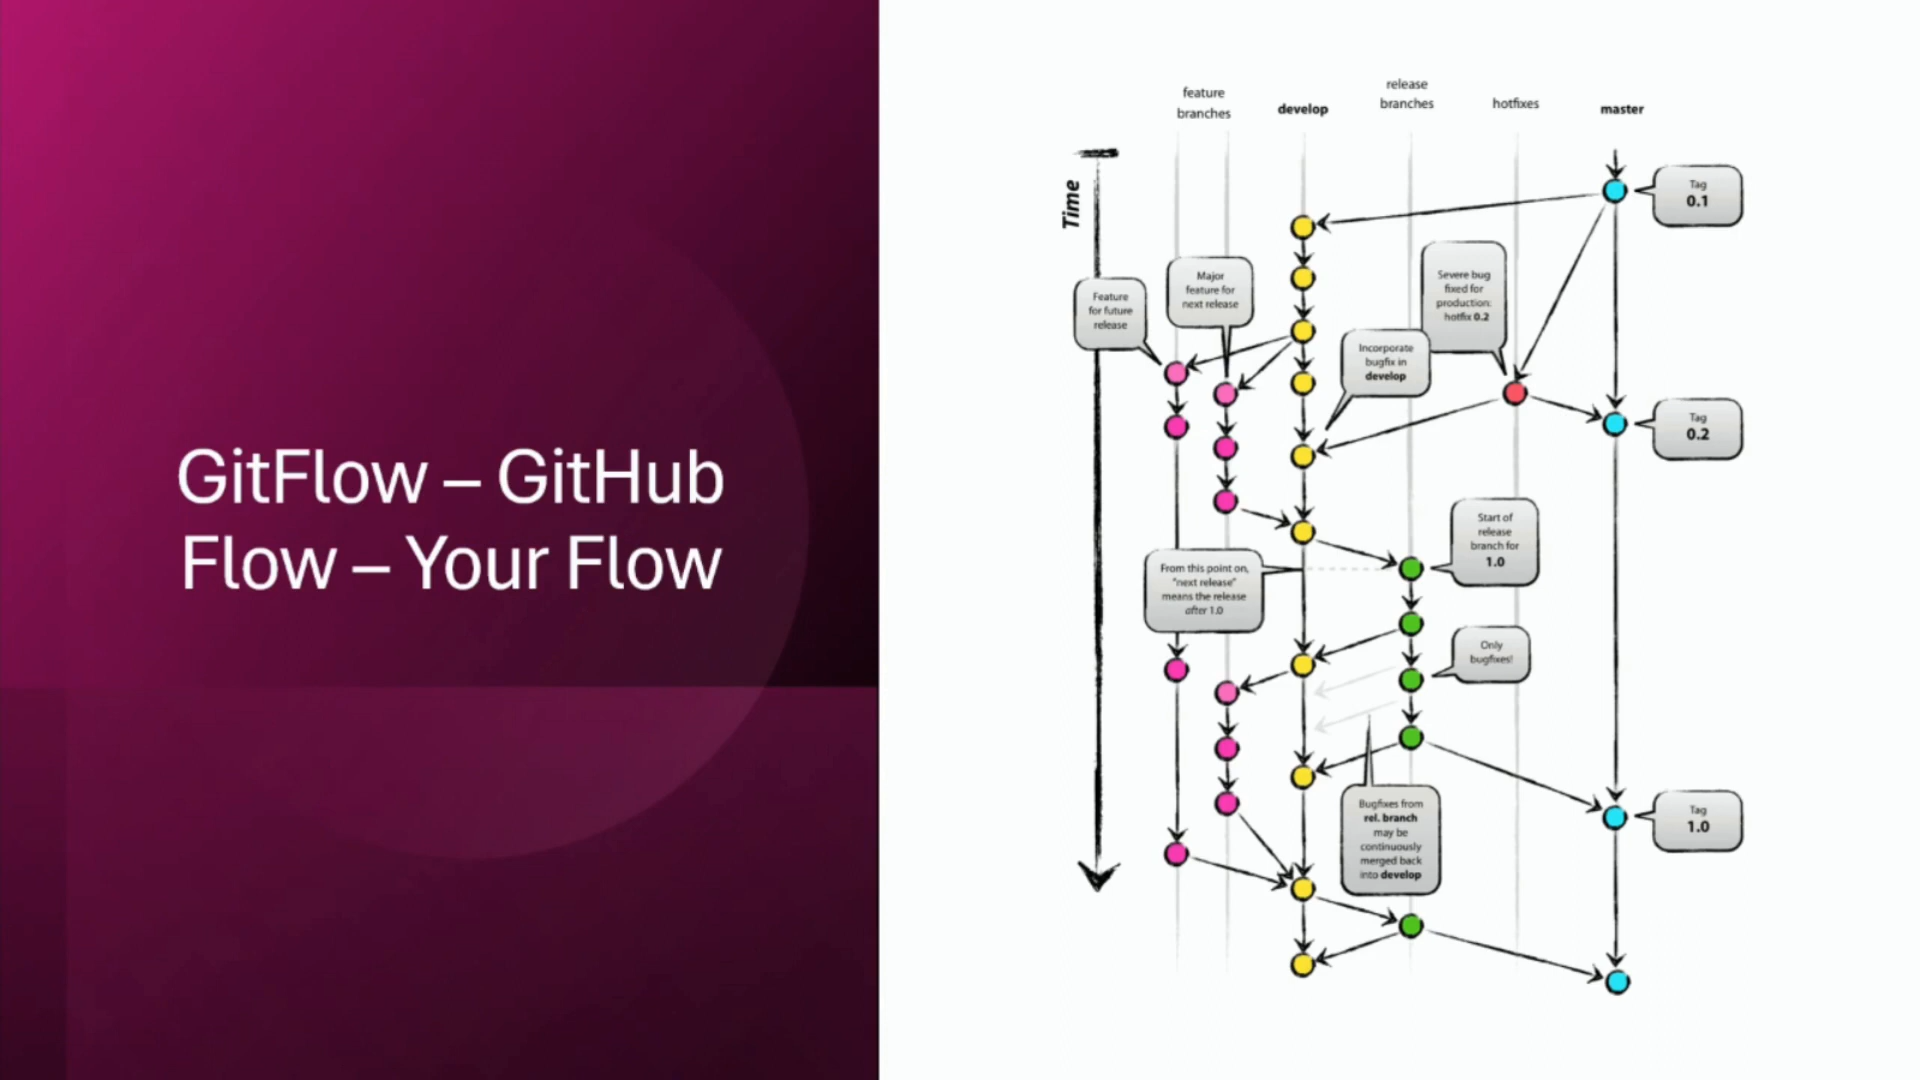 GitFlow – GitHub
Flow – Your Flow
feature
branches
develop
release
branches
hotfixes
master
Time
Tag
0.1
Major
feature for
next release
Feature
for future
release
Severe bug
fixed for
production:
hotfix 0.2
Incorporate
bugfix in
develop
Tag
0.2
Start of
release
branch for
1.0
From this point on,
"next release"
means the release
after 1.0
Only
bugfixes!
Bugfixes from
rel. branch
may be
continuously
merged back
into develop
Tag
1.0